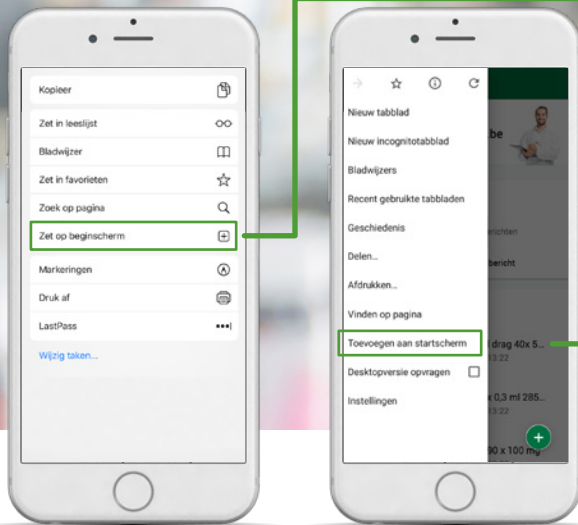 Kopieer
Zet in leeslijst
Bladwijzer
Zet in favorieten
Zoek op pagina
Zet op beginscherm
Markeringen
Druk af
LastPass
Wijzig taken...
Nieuw tabblad
Nieuw incognitotabblad
Bladwijzers
Recent gebruikte tabbladen
Geschiedenis
Delen...
Afdrukken...
Vinden op pagina
Toevoegen aan startscherm
Desktopversie opvragen
Instellingen
.be
bericht
drag 40x 5...
13:22
x 0,3 ml 285...
13:22
90 x 100 mg